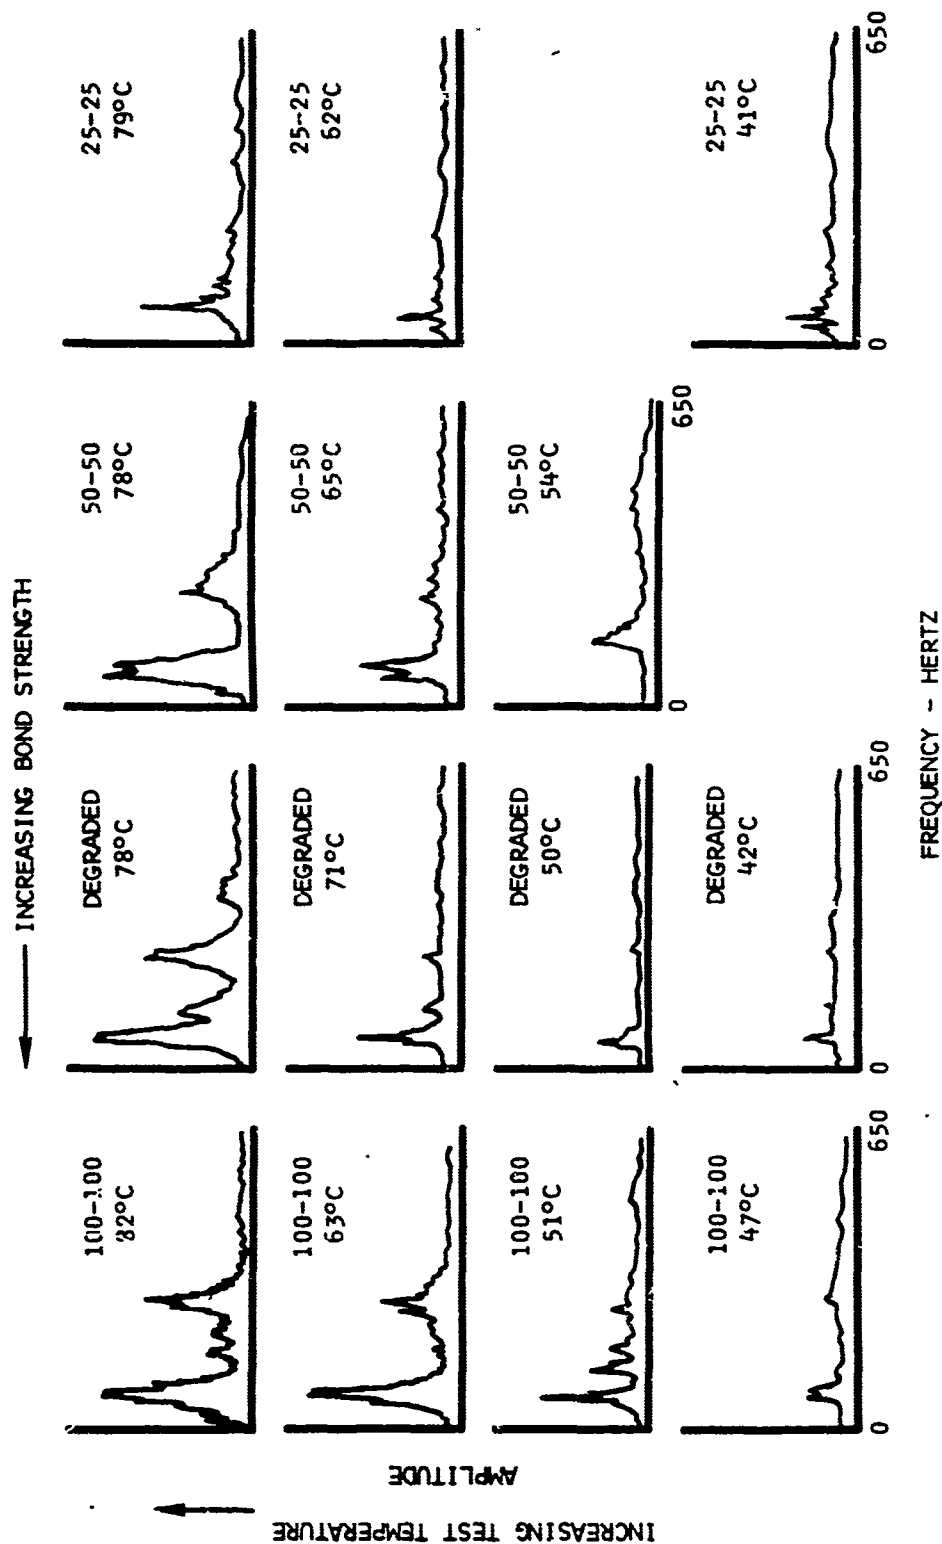 INCREASING BOND STRENGTH
100-100
82°C
DEGRADED
78°C
50-50
78°C
25-25
79°C
100-100
63°C
DEGRADED
71°C
50-50
65°C
25-25
62°C
100-100
51°C
DEGRADED
50°C
50-50
54°C
0
650
100-100
47°C
DEGRADED
42°C
25-25
41°C
0
650
0
650
0
650
FREQUENCY - HERTZ
AMPLITUDE
INCREASING TEST TEMPERATURE